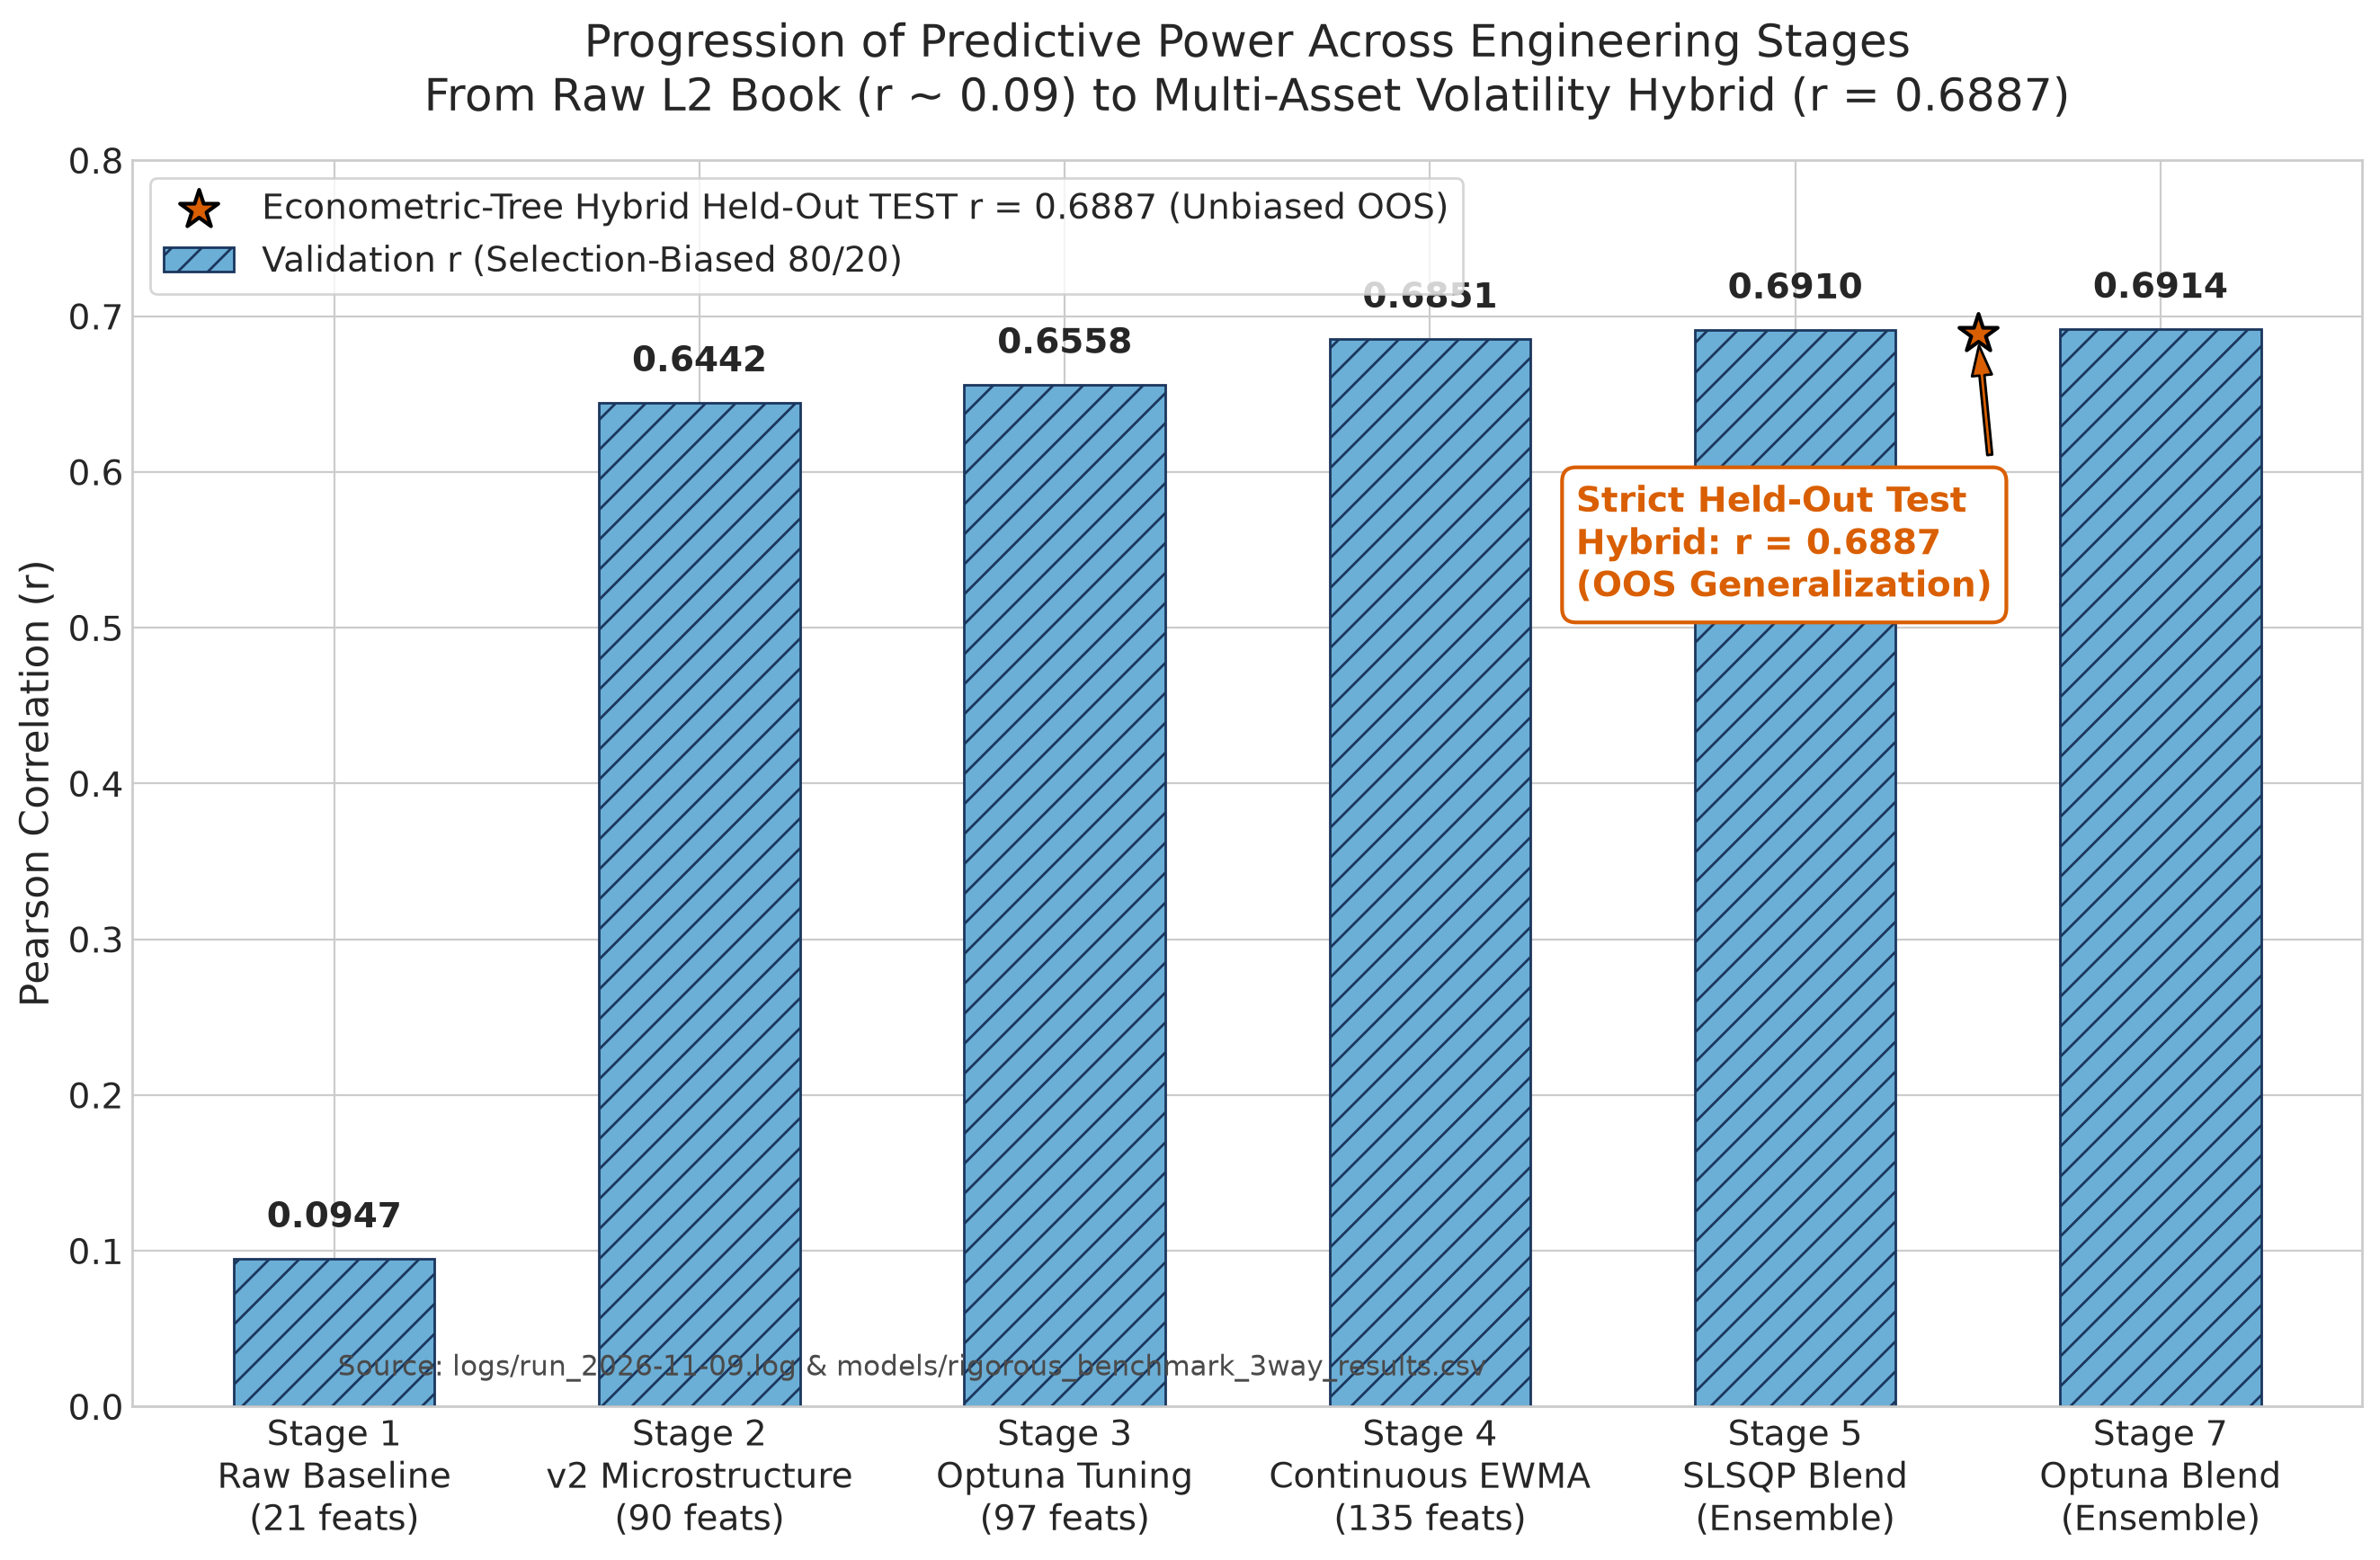 Progression of Predictive Power Across Engineering Stages
From Raw L2 Book (r ~ 0.09) to Multi-Asset Volatility Hybrid (r = 0.6887)
Pearson Correlation (r)
0.8
0.7
0.6
0.5
0.4
0.3
0.2
0.1
0.0
Econometric-Tree Hybrid Held-Out TEST r = 0.6887 (Unbiased OOS)
Validation r (Selection-Biased 80/20)
0.0947
0.6442
0.6558
0.6851
0.6910
0.6914
Strict Held-Out Test
Hybrid: r = 0.6887
(OOS Generalization)
Source: logs/run_2026-11-09.log & models/rigorous_benchmark_3way_results.csv
Stage 1
Raw Baseline
(21 feats)
Stage 2
v2 Microstructure
(90 feats)
Stage 3
Optuna Tuning
(97 feats)
Stage 4
Continuous EWMA
(135 feats)
Stage 5
SLSQP Blend
(Ensemble)
Stage 7
Optuna Blend
(Ensemble)